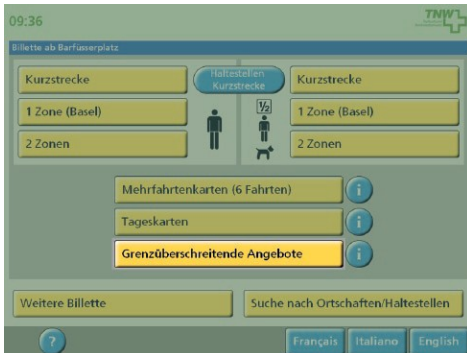 09:36
TNW
Billette ab Barfüsserplatz
Kurzstrecke
Haltestellen
Kurzstrecke
Kurzstrecke
1 Zone (Basel)
1/2
1 Zone (Basel)
2 Zonen
2 Zonen
Mehrfahrtenkarten (6 Fahrten)
i
Tageskarten
i
Grenzüberschreitende Angebote
i
Weitere Billette
Suche nach Ortschaften/Haltestellen
?
Français
Italiano
English